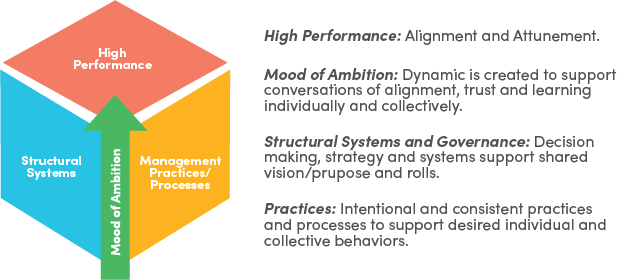 High
Performance
Structural
Systems
Mood of Ambition
Management
Practices/
Processes
High Performance: Alignment and Attunement.
Mood of Ambition: Dynamic is created to support
conversations of alignment, trust and learning
individually and collectively.
Structural Systems and Governance: Decision
making, strategy and systems support shared
vision/prupose and rolls.
Practices: Intentional and consistent practices
and processes to support desired individual and
collective behaviors.